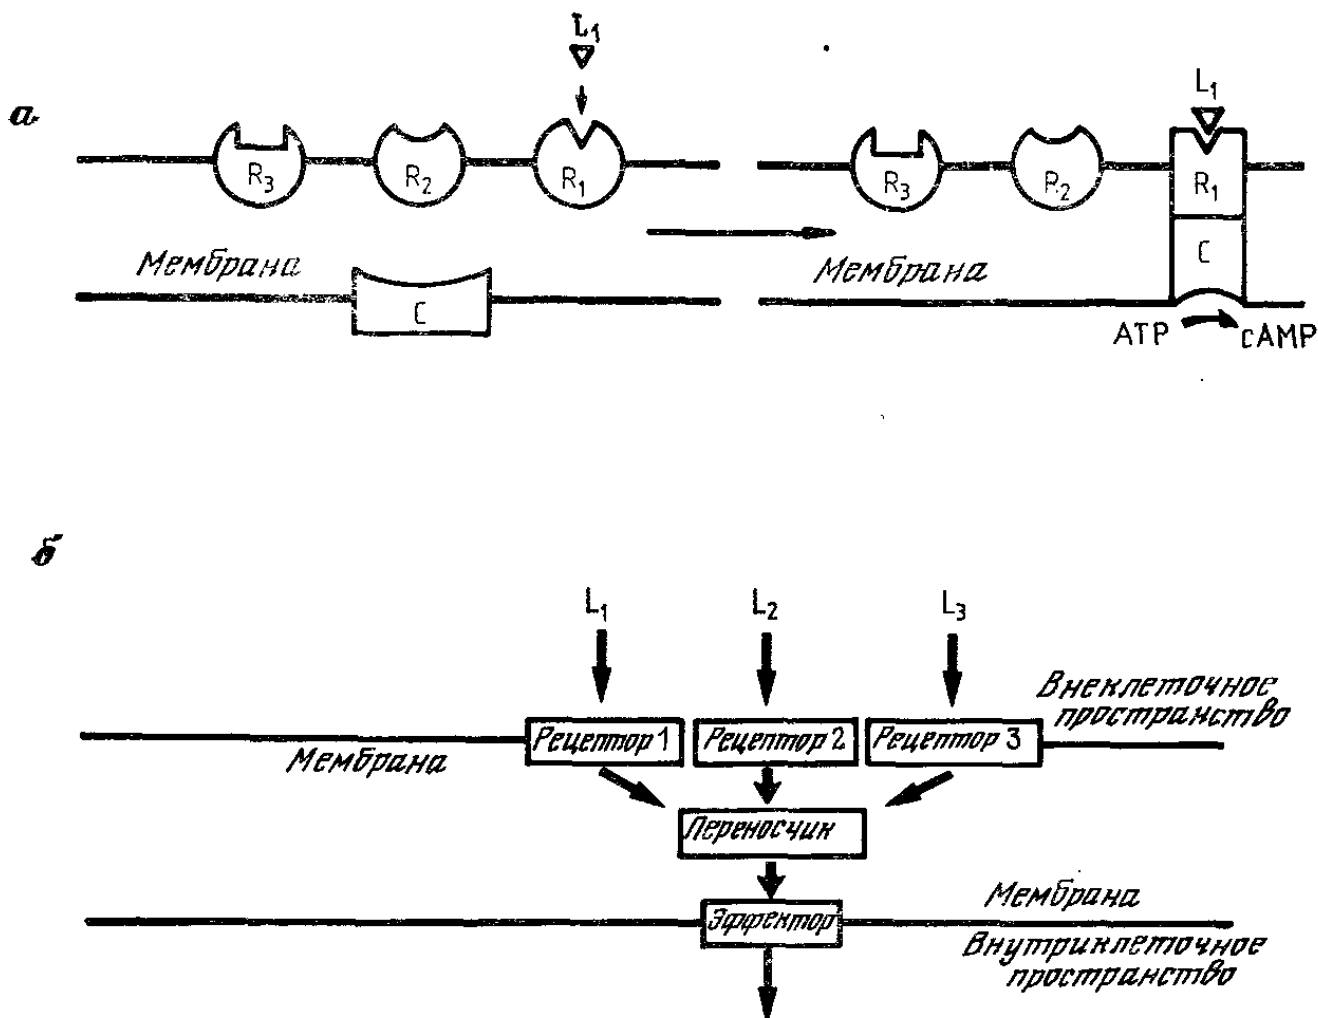 L₁
а
L₁
R₃ R₂ R₁
R₃ R₂ R₁
Мембрана
C
Мембрана
C
ATP cAMP
б
L₁ L₂ L₃
Внеклеточное
пространство
Рецептор 1 Рецептор 2 Рецептор 3
Мембрана
Переносчик
Мембрана
Эффектор
Внутриклеточное
пространство